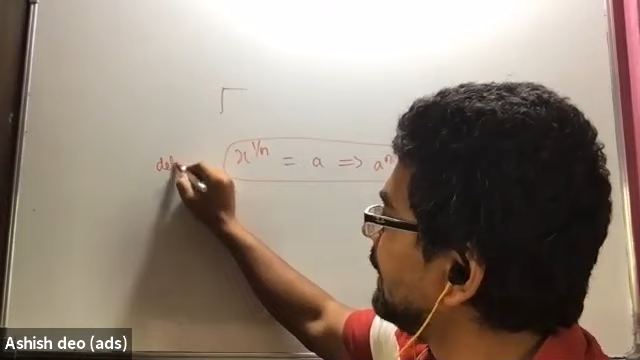 x^{1/n} = a => a^n
Ashish deo (ads)